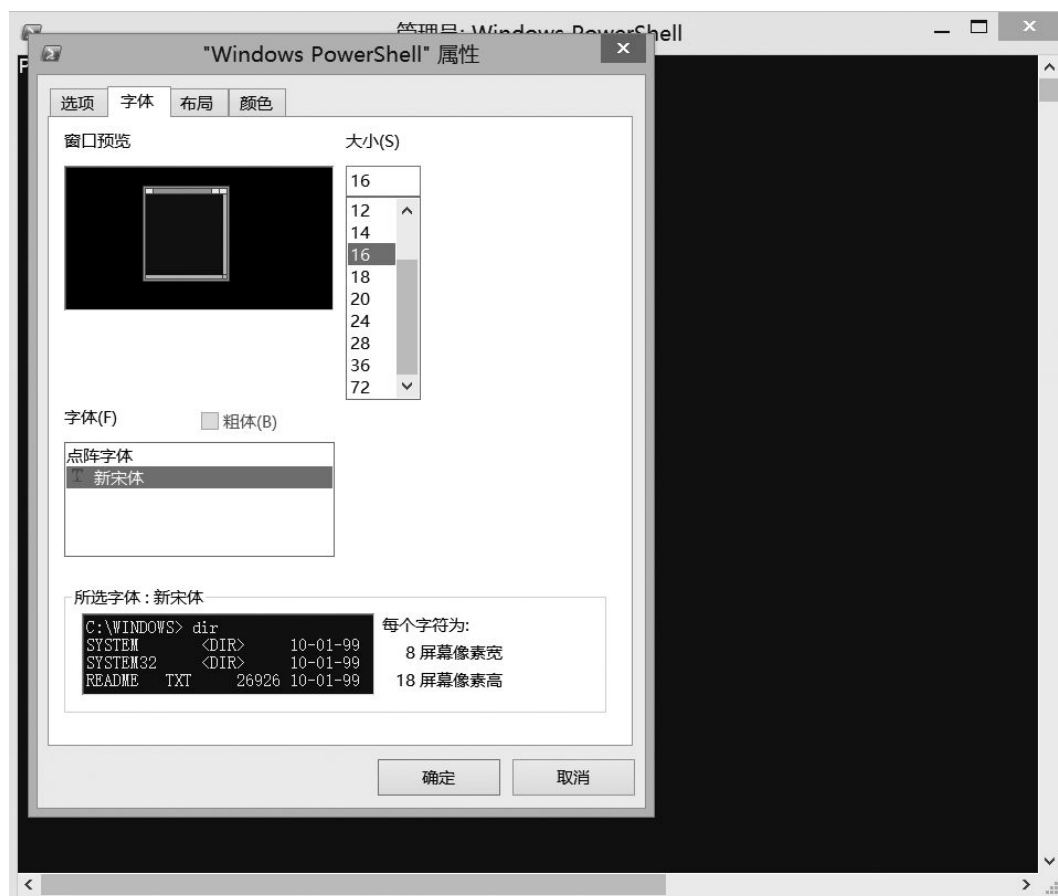 管理员: Windows PowerShell
"Windows PowerShell" 属性
选项 字体 布局 颜色
窗口预览
大小(S)
16
12
14
16
18
20
24
28
36
72
字体(F)
粗体(B)
点阵字体
新宋体
所选字体 : 新宋体
C:\WINDOWS> dir
SYSTEM <DIR> 10-01-99
SYSTEM32 <DIR> 10-01-99
README TXT 26926 10-01-99
每个字符为:
8 屏幕像素宽
18 屏幕像素高
确定 取消